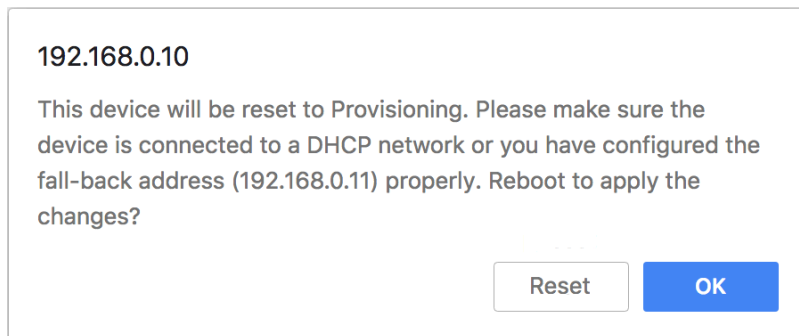 192.168.0.10
This device will be reset to Provisioning. Please make sure the
device is connected to a DHCP network or you have configured the
fall-back address (192.168.0.11) properly. Reboot to apply the
changes?
Reset
OK